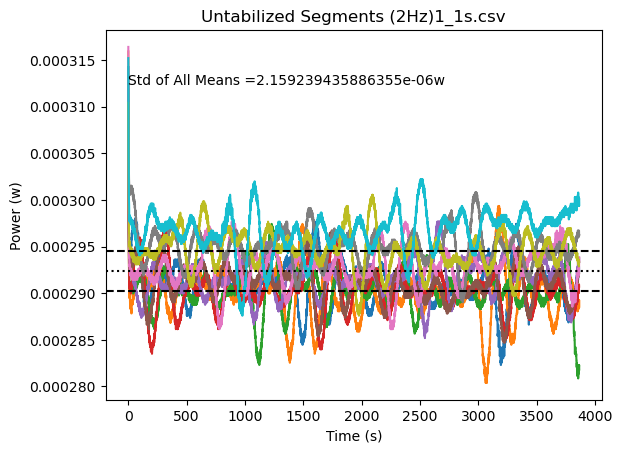 Untabilized Segments (2Hz)1_1s.csv
Std of All Means =2.159239435886355e-06w
0.000315
0.000310
0.000305
0.000300
0.000295
0.000290
0.000285
0.000280
Power (w)
0 500 1000 1500 2000 2500 3000 3500 4000
Time (s)